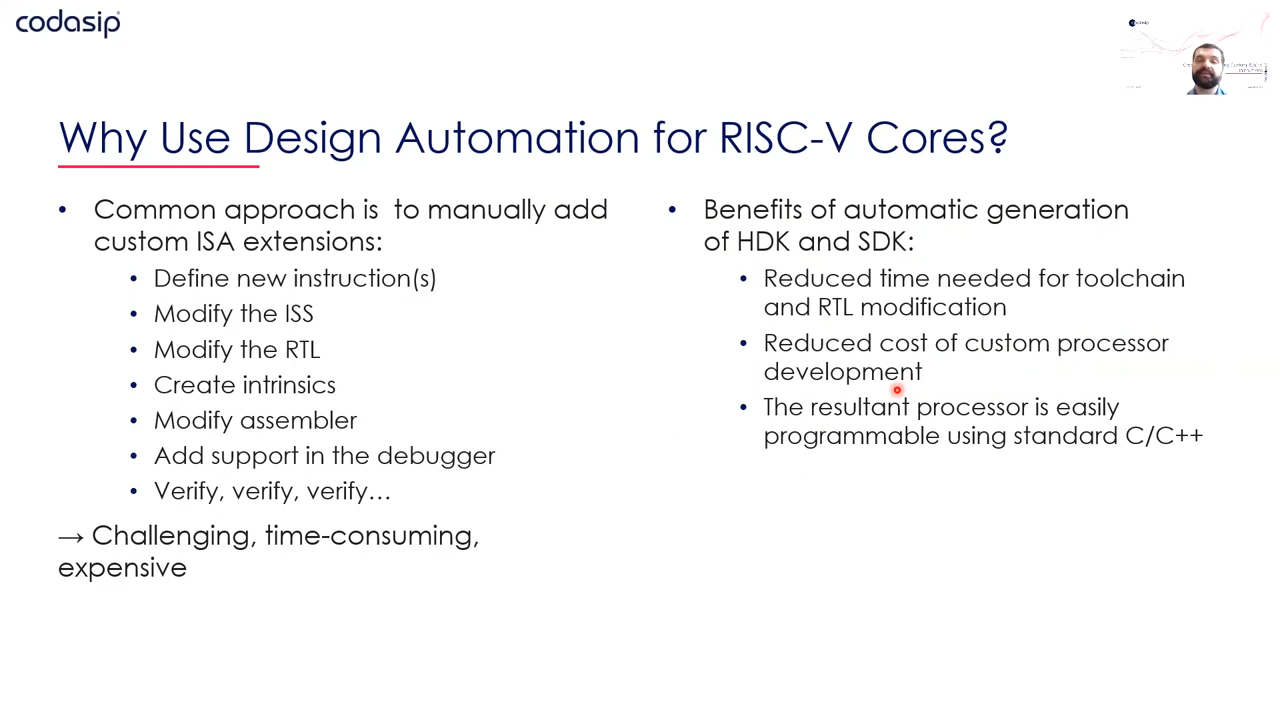 codasip
Why Use Design Automation for RISC-V Cores?
• Common approach is to manually add
custom ISA extensions:
• Define new instruction(s)
• Modify the ISS
• Modify the RTL
• Create intrinsics
• Modify assembler
• Add support in the debugger
• Verify, verify, verify…
→ Challenging, time-consuming,
expensive
• Benefits of automatic generation
of HDK and SDK:
• Reduced time needed for toolchain
and RTL modification
• Reduced cost of custom processor
development
• The resultant processor is easily
programmable using standard C/C++